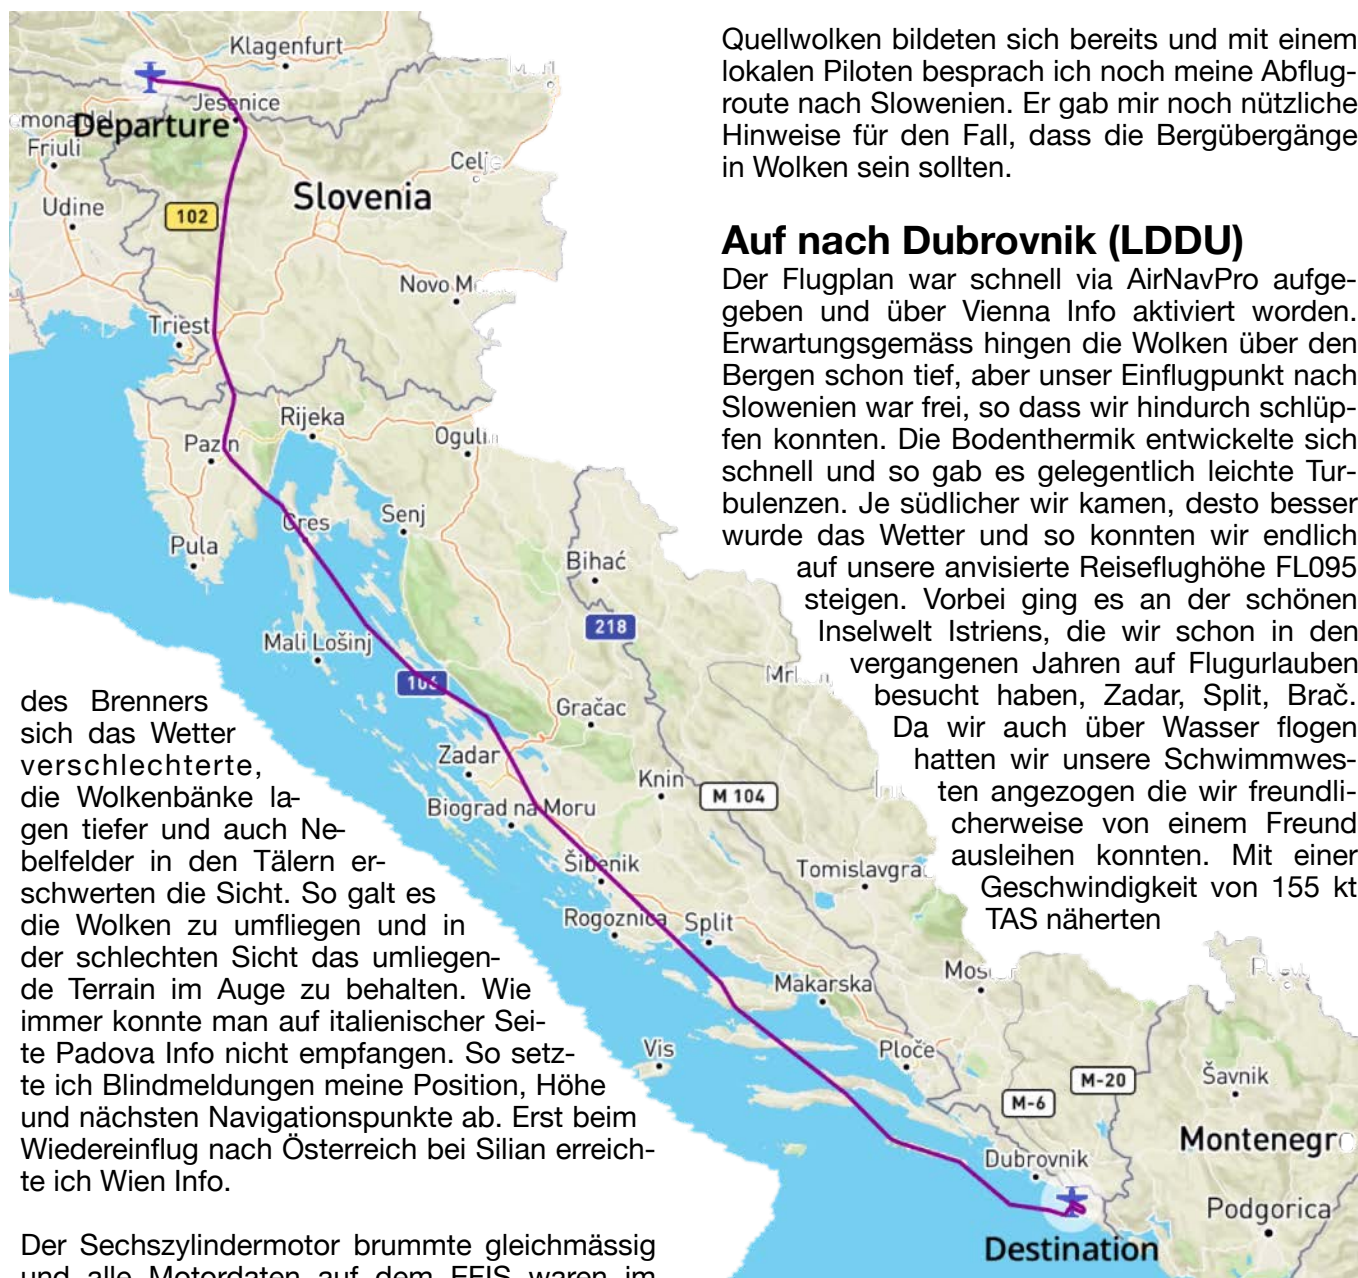 Klagenfurt
Jesenice
Departure
Friuli
Udine
Slovenia
102
Triest
Rijeka
Pazin
Cres
Senj
Pula
Bihać
218
Mali Lošinj
Gračac
Zadar
Knin
M 104
Biograd na Moru
Šibenik
Rogoznica
Split
Makarska
Vis
Ploče
M-20
M-6
Šavnik
Dubrovnik
Podgorica
Destination
des Brenners
sich das Wetter
verschlechterte,
die Wolkenbänke la-
gen tiefer und auch Ne-
belfelder in den Tälern er-
schwerten die Sicht. So galt es
die Wolken zu umfliegen und in
der schlechten Sicht das umliegen-
de Terrain im Auge zu behalten. Wie
immer konnte man auf italienischer Sei-
te Padova Info nicht empfangen. So setz-
te ich Blindmeldungen meine Position, Höhe
und nächsten Navigationspunkte ab. Erst beim
Wiedereinflug nach Österreich bei Silian erreich-
te ich Wien Info.
Der Sechszylindermotor brummte gleichmässig
und alle Motordaten auf dem EFIS waren im
Quellwolken bildeten sich bereits und mit einem
lokalen Piloten besprach ich noch meine Abflug-
route nach Slowenien. Er gab mir noch nützliche
Hinweise für den Fall, dass die Bergübergänge
in Wolken sein sollten.
Auf nach Dubrovnik (LDDU)
Der Flugplan war schnell via AirNavPro aufge-
geben und über Vienna Info aktiviert worden.
Erwartungsgemäss hingen die Wolken über den
Bergen schon tief, aber unser Einflugpunkt nach
Slowenien war frei, so dass wir hindurch schlüp-
fen konnten. Die Bodenthermik entwickelte sich
schnell und so gab es gelegentlich leichte Tur-
bulenzen. Je südlicher wir kamen, desto besser
wurde das Wetter und so konnten wir endlich
auf unsere anvisierte Reiseflughöhe FL095
steigen. Vorbei ging es an der schönen
Inselwelt Istriens, die wir schon in den
vergangenen Jahren auf Flugurlauben
besucht haben, Zadar, Split, Brač.
Da wir auch über Wasser flogen
hatten wir unsere Schwimmwes-
ten angezogen die wir freundli-
cherweise von einem Freund
ausleihen konnten. Mit einer
Geschwindigkeit von 155 kt
TAS näherten